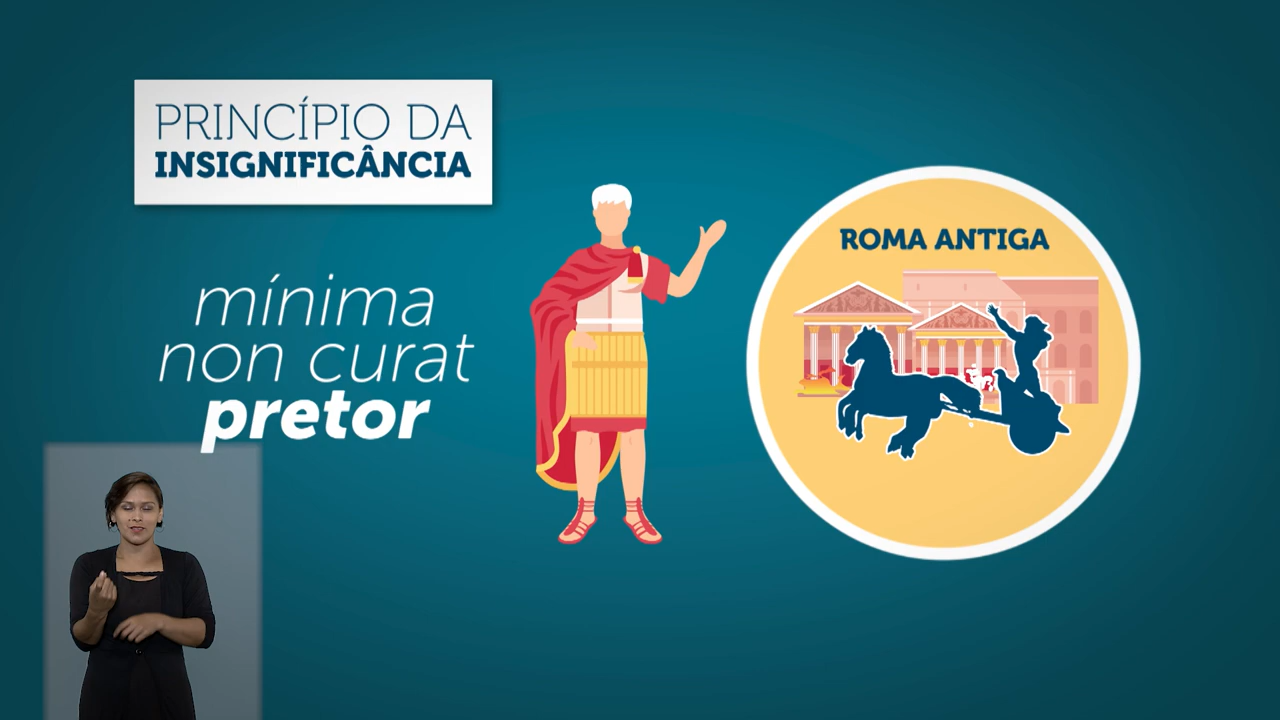 PRINCÍPIO DA
INSIGNIFICÂNCIA
mínima
non curat
pretor
ROMA ANTIGA